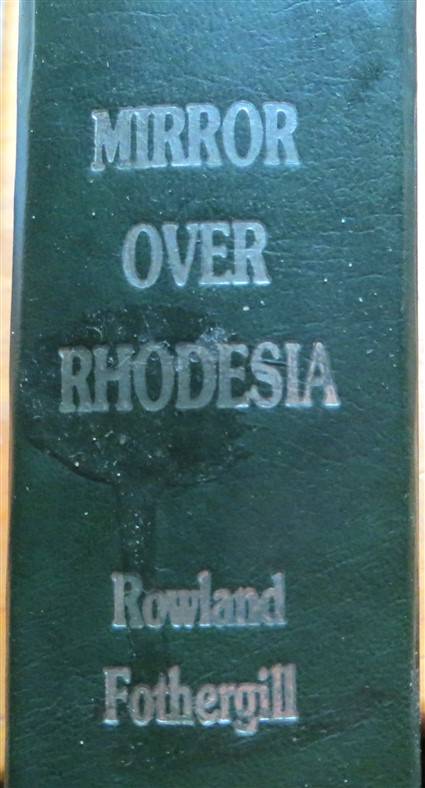 MIRROR
OVER
RHODESIA
Rowland
Fothergill